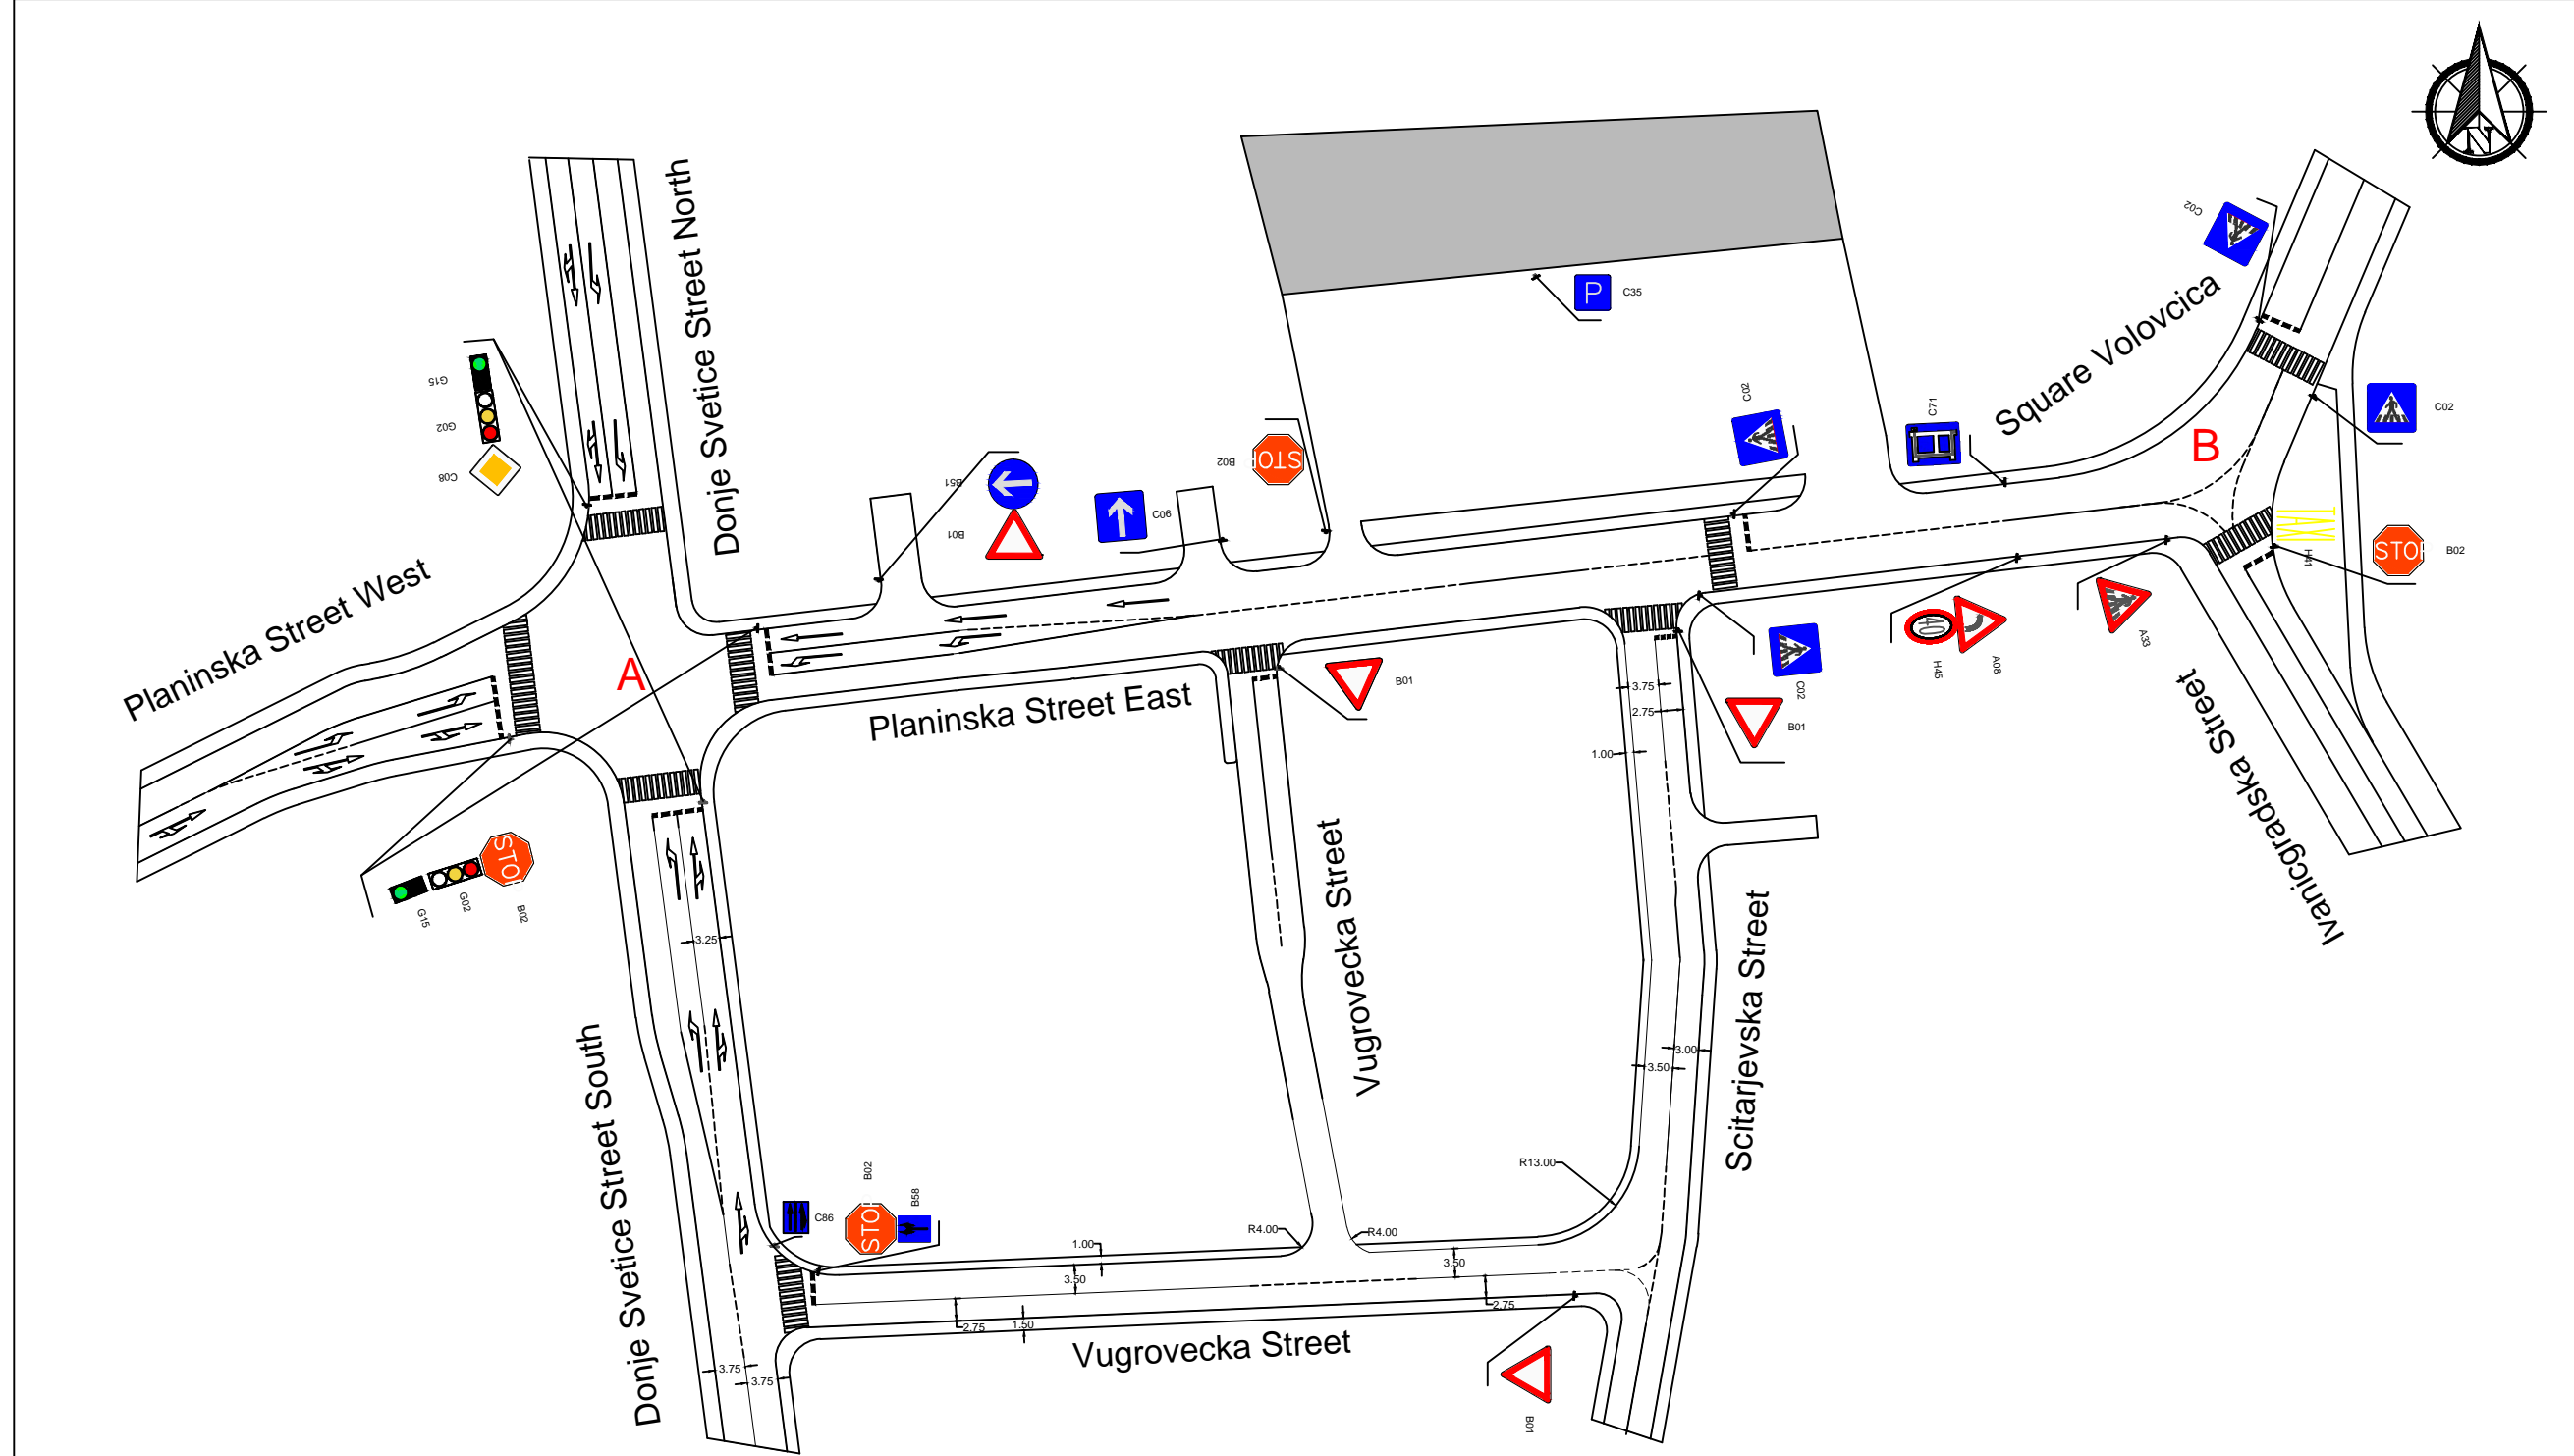 N
Donje Svetice Street North
C02
C35
Square Volovcica
G15
C02
C71
C02
G02
B02
B
C08
B51
C06
STOP
H41
TAXI
STOP
B02
B01
Planinska Street West
40
A33
H45
A08
A
Planinska Street East
B01
3.75
C02
2.75
B01
1.00
Ivanicgradska Street
STOP
G15
G02
B02
3.25
Vugrovecka Street
Scitarjevska Street
3.00
3.50
Donje Svetice Street South
R13.00
B02
B58
C86
STOP
R4.00
R4.00
1.00
3.50
3.50
2.75
2.75
1.50
Vugrovecka Street
3.75
3.75
B01
P